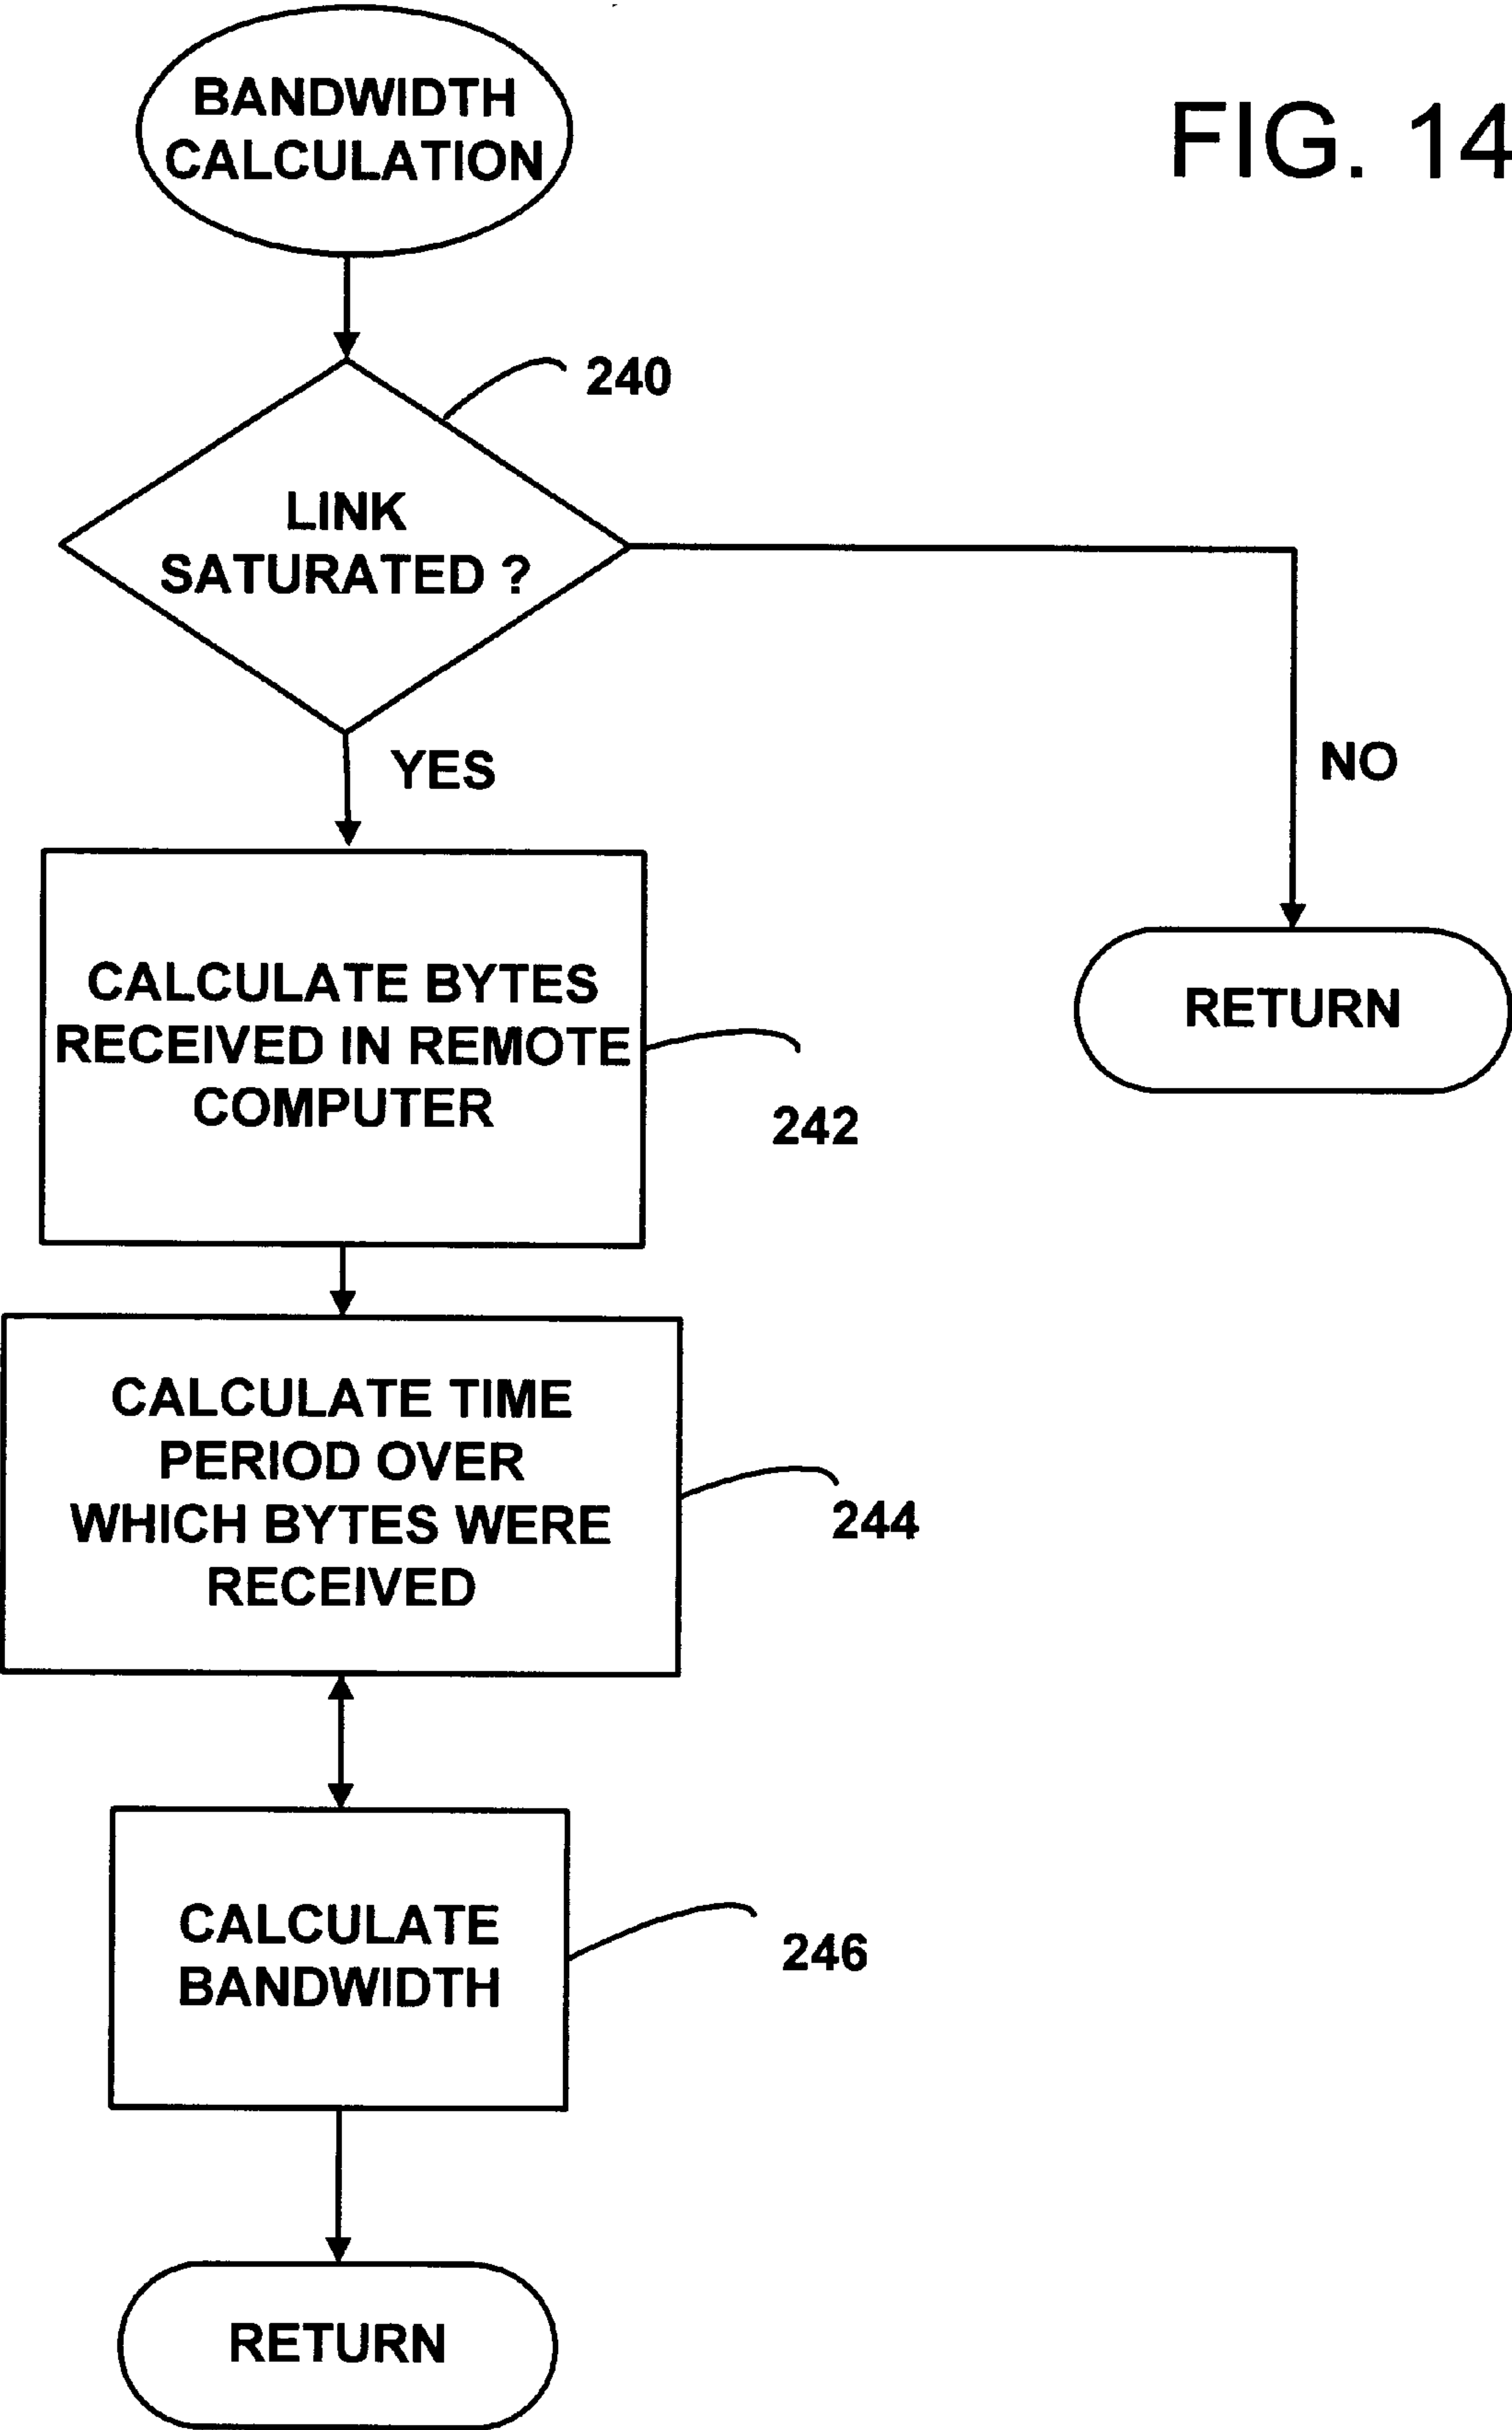 BANDWIDTH
CALCULATION
FIG. 14
240
LINK
SATURATED ?
YES
NO
CALCULATE BYTES
RECEIVED IN REMOTE
COMPUTER
RETURN
242
CALCULATE TIME
PERIOD OVER
WHICH BYTES WERE
RECEIVED
244
CALCULATE
BANDWIDTH
246
RETURN